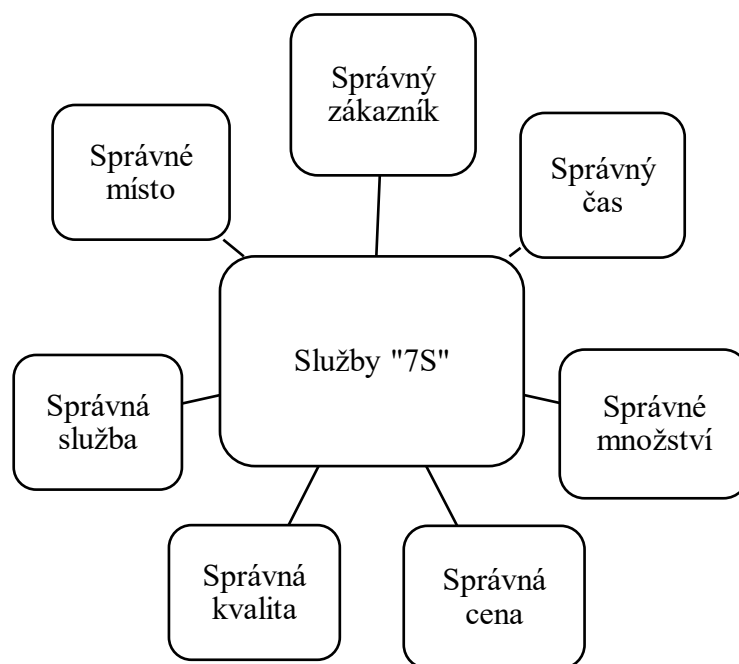 Správný
zákazník
Správné
místo
Správný
čas
Služby "7S"
Správná
služba
Správné
množství
Správná
kvalita
Správná
cena